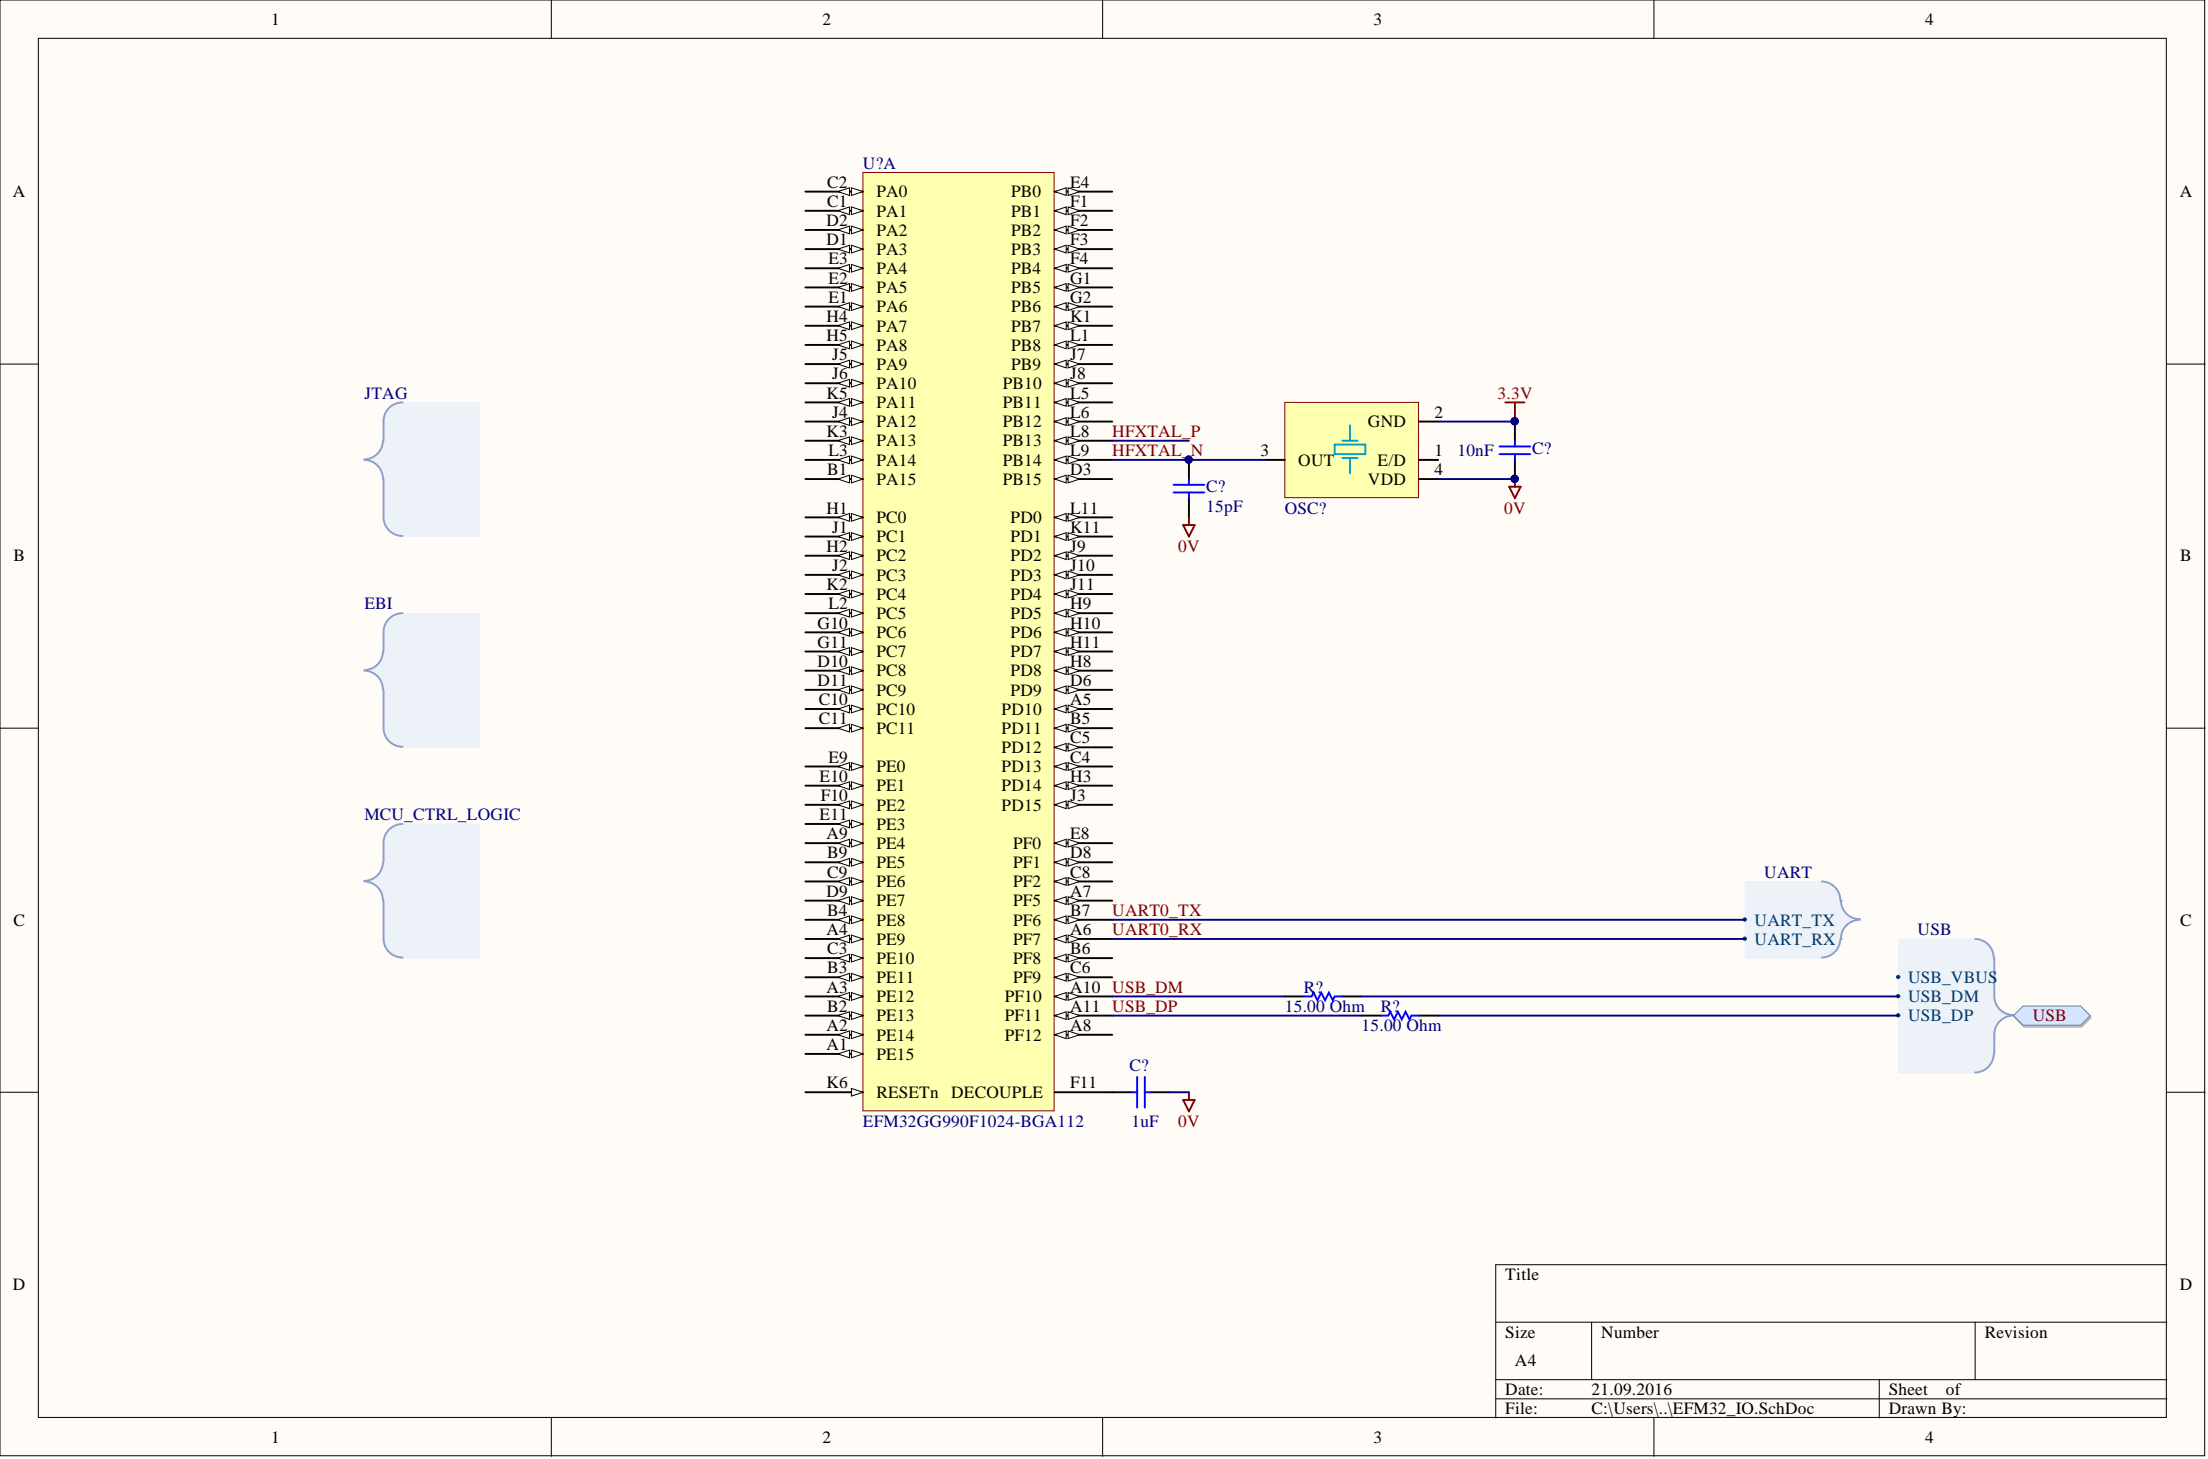 1 2 3 4
A A
B B
C C
D D
1 2 3 4
U?A
C2 PA0 PB0 E4
C1 PA1 PB1 F1
D2 PA2 PB2 F2
D1 PA3 PB3 F3
E3 PA4 PB4 F4
E2 PA5 PB5 G1
E1 PA6 PB6 G2
H4 PA7 PB7 K1
H5 PA8 PB8 L1
J5 PA9 PB9 J7
J6 PA10 PB10 J8
K5 PA11 PB11 L5
J4 PA12 PB12 L6
K3 PA13 PB13 L8 HFXTAL_P
L3 PA14 PB14 L9 HFXTAL_N
B1 PA15 PB15 D3
H1 PC0 PD0 L11
J1 PC1 PD1 K11
H2 PC2 PD2 J9
J2 PC3 PD3 J10
K2 PC4 PD4 J11
L2 PC5 PD5 H9
G10 PC6 PD6 H10
G11 PC7 PD7 H11
D10 PC8 PD8 H8
D11 PC9 PD9 D6
C10 PC10 PD10 A5
C11 PC11 PD11 B5
PD12 C5
E9 PE0 PD13 C4
E10 PE1 PD14 H3
F10 PE2 PD15 J3
E11 PE3
A9 PE4 PF0 E8
B9 PE5 PF1 D8
C9 PE6 PF2 C8
D9 PE7 PF5 A7
B4 PE8 PF6 B7 UART0_TX
A4 PE9 PF7 A6 UART0_RX
C3 PE10 PF8 B6
B3 PE11 PF9 C6
A3 PE12 PF10 A10 USB_DM
B2 PE13 PF11 A11 USB_DP
A2 PE14 PF12 A8
A1 PE15
K6 RESETn DECOUPLE F11
EFM32GG990F1024-BGA112
C?
1uF
0V
JTAG
EBI
MCU_CTRL_LOGIC
C?
15pF
0V
3 OUT GND 2
E/D 1
VDD 4
OSC?
3.3V
10nF C?
0V
R?
15.00 Ohm
R?
15.00 Ohm
UART
UART_TX
UART_RX
USB
USB_VBUS
USB_DM
USB_DP
USB
Title
Size Number Revision
A4
Date: 21.09.2016 Sheet of
File: C:\Users\..\EFM32_IO.SchDoc Drawn By: